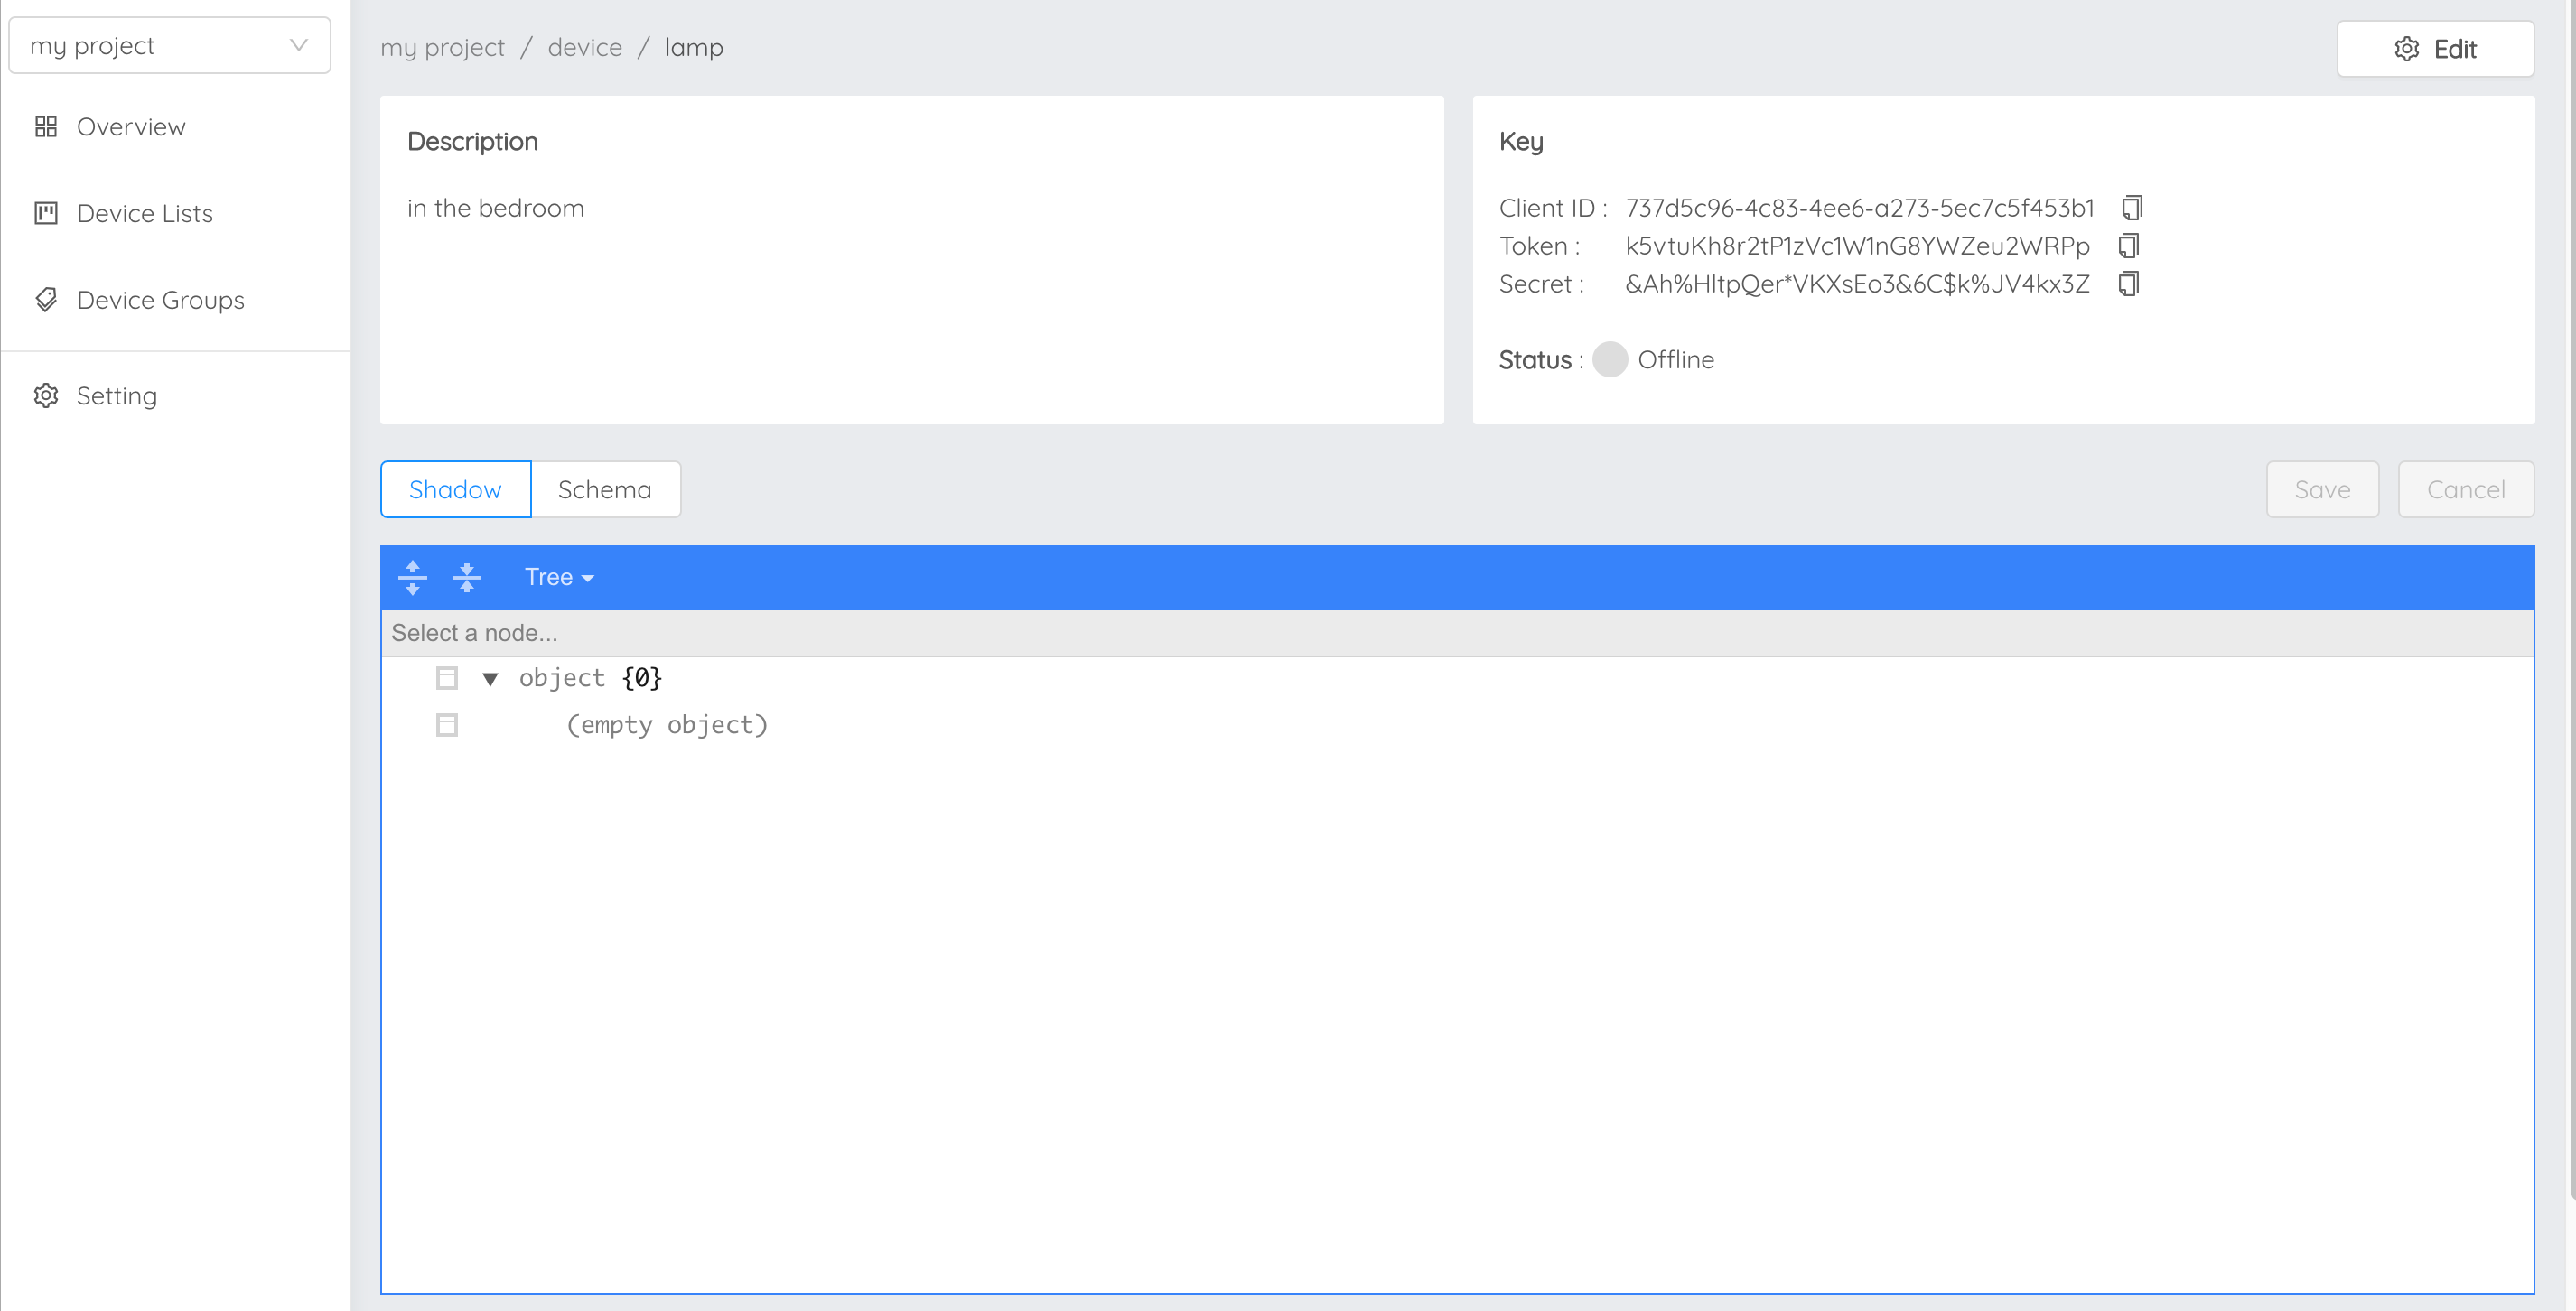 my project
Overview
Device Lists
Device Groups
Setting
my project / device / lamp
Edit
Description
in the bedroom
Key
Client ID : 737d5c96-4c83-4ee6-a273-5ec7c5f453b1
Token : k5vtuKh8r2tP1zVc1W1nG8YWZeu2WRPp
Secret : &Ah%HltpQer*VKXsEo3&6C$k%JV4kx3Z
Status : Offline
Shadow Schema
Save Cancel
Tree
Select a node...
object {0}
(empty object)